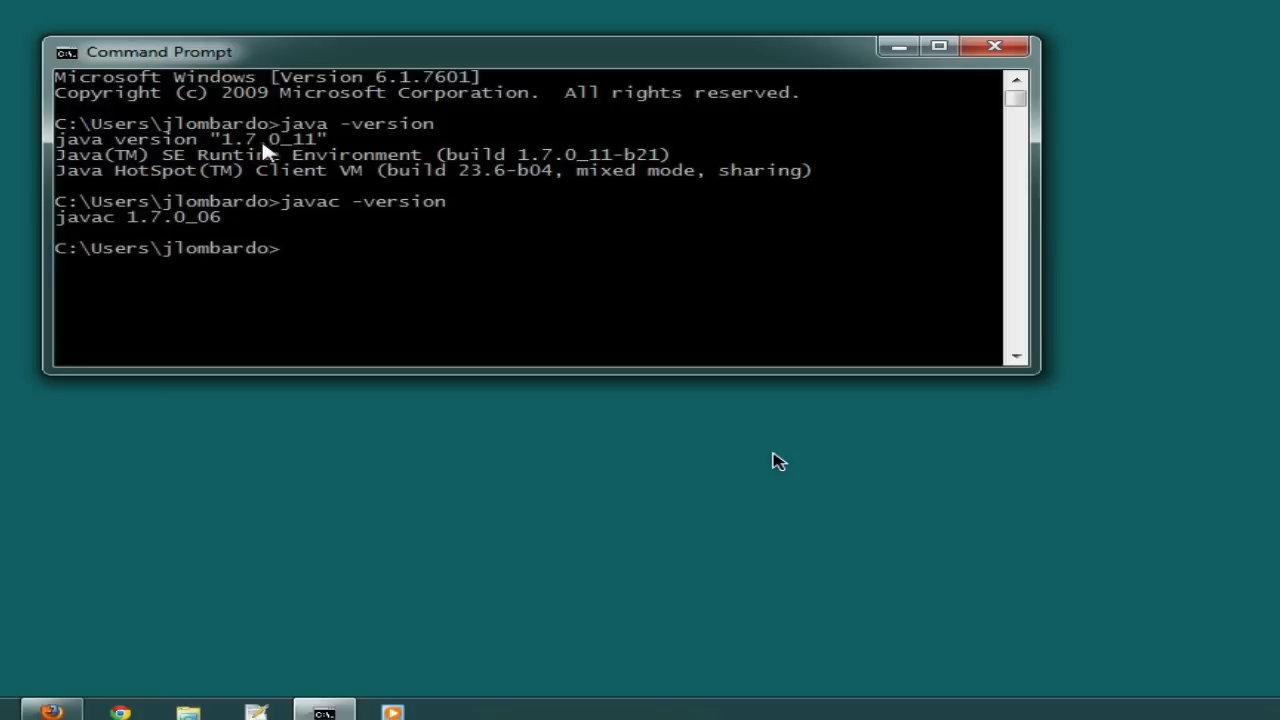 Command Prompt
Microsoft Windows [Version 6.1.7601]
Copyright (c) 2009 Microsoft Corporation.  All rights reserved.
C:\Users\jlombardo>java -version
java version "1.7.0_11"
Java(TM) SE Runtime Environment (build 1.7.0_11-b21)
Java HotSpot(TM) Client VM (build 23.6-b04, mixed mode, sharing)
C:\Users\jlombardo>javac -version
javac 1.7.0_06
C:\Users\jlombardo>